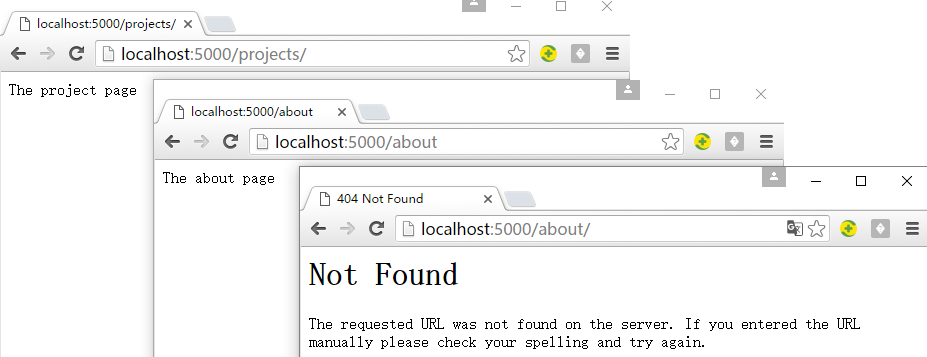 localhost:5000/projects/
localhost:5000/projects/
The project page
localhost:5000/about
localhost:5000/about
The about page
404 Not Found
localhost:5000/about/
Not Found
The requested URL was not found on the server. If you entered the URL
manually please check your spelling and try again.